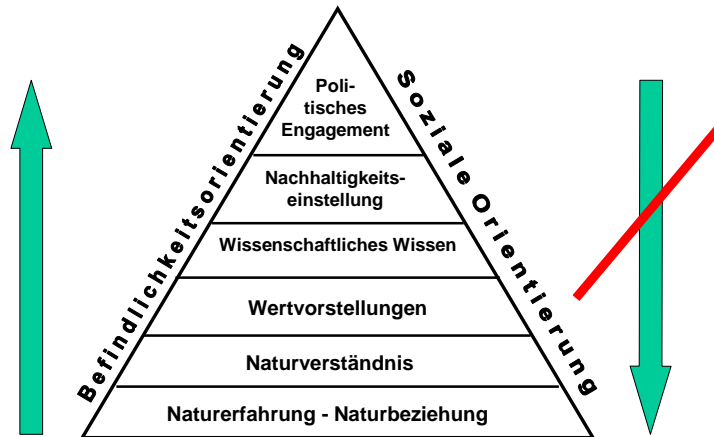 Befindlichkeitsorientierung
Soziale Orientierung
Poli-
tisches
Engagement
Nachhaltigkeits-
einstellung
Wissenschaftliches Wissen
Wertvorstellungen
Naturverständnis
Naturerfahrung - Naturbeziehung